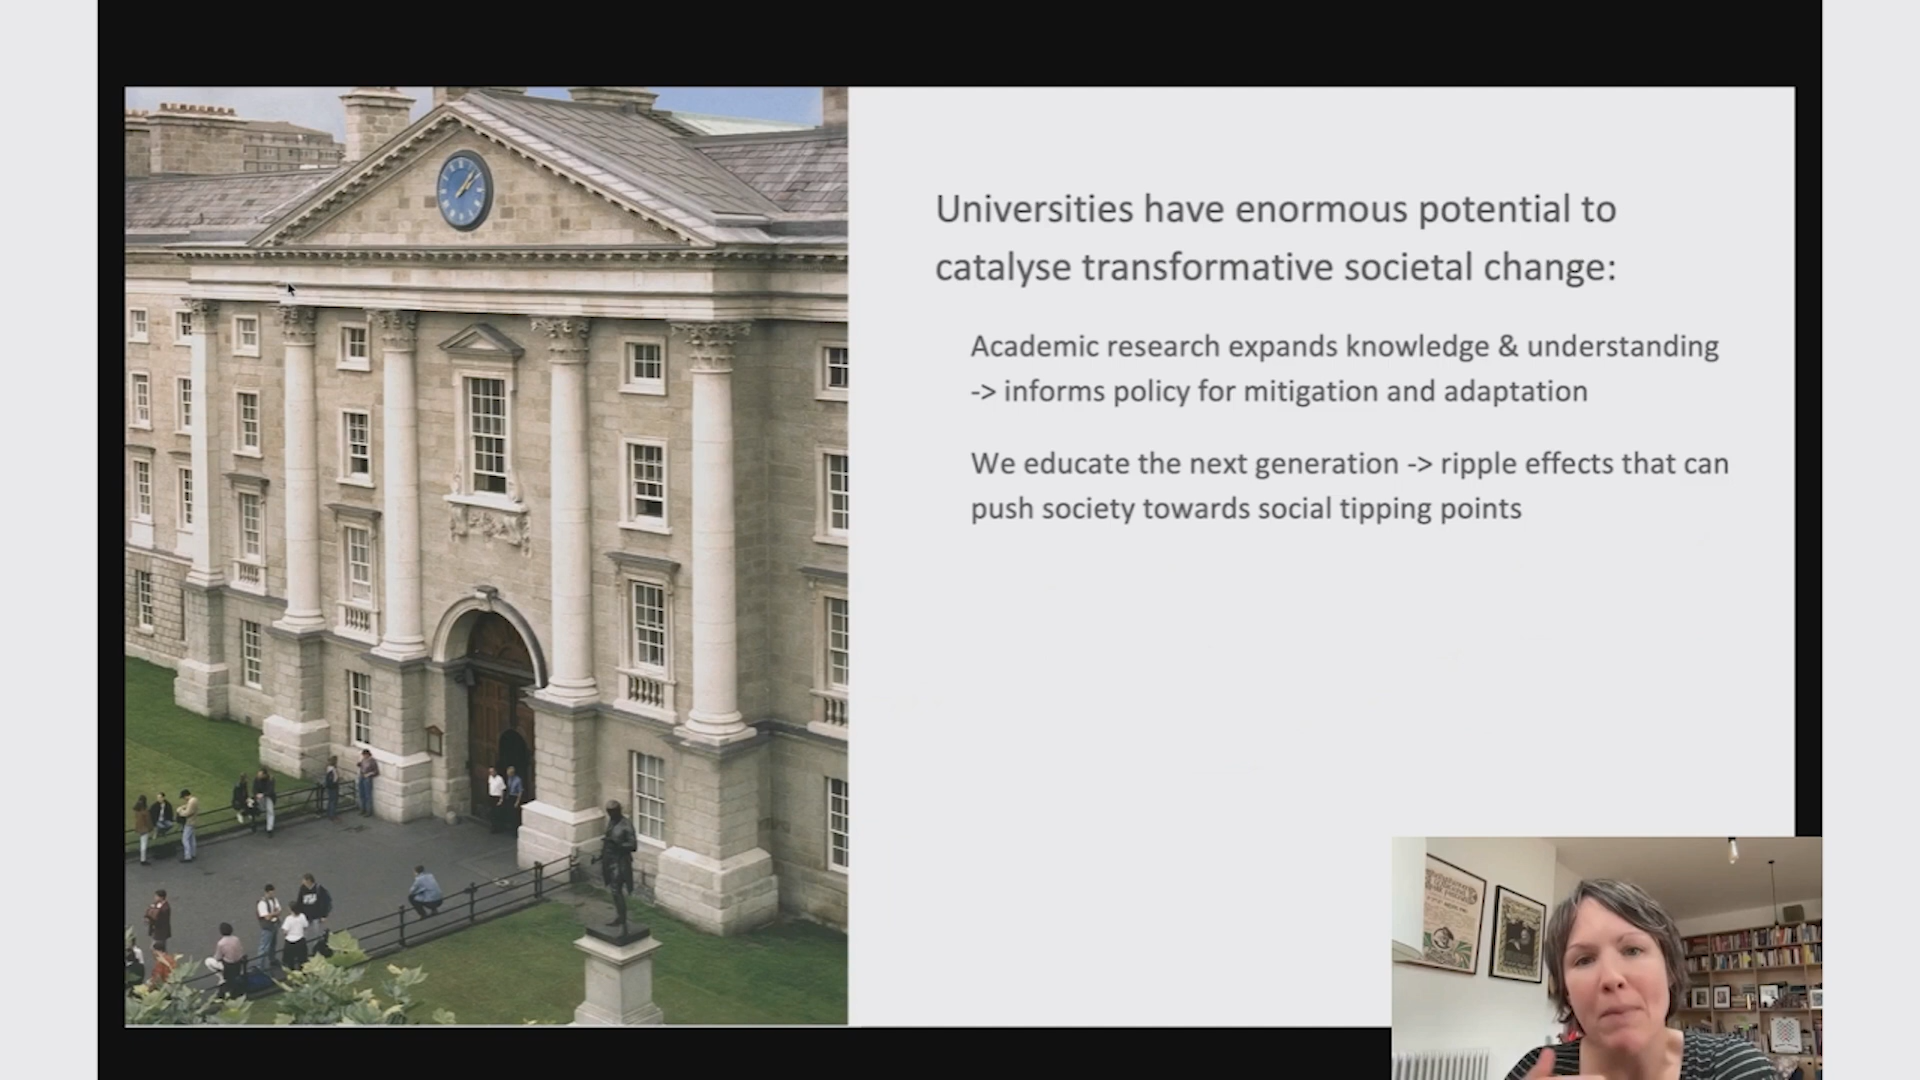 Universities have enormous potential to
catalyse transformative societal change:
Academic research expands knowledge & understanding
-> informs policy for mitigation and adaptation
We educate the next generation -> ripple effects that can
push society towards social tipping points